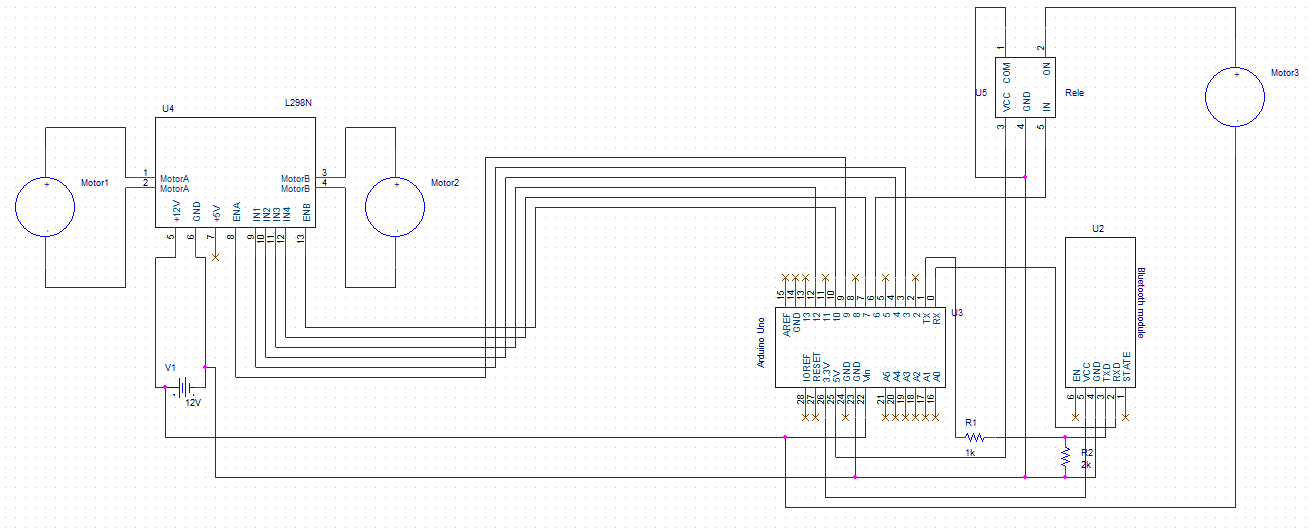 U4
L298N
Motor1
1
2
MotorA
MotorA
MotorB
MotorB
3
4
Motor2
+12V
GND
+5V
ENA
IN1
IN2
IN3
IN4
ENB
5
6
7
8
9
10
11
12
13
V1
12V
1
2
COM
ON
U5
VCC
GND
IN
Rele
3
4
5
Motor3
15
14
13
12
11
10
9
8
7
6
5
4
3
2
1
0
AREF
GND
13
12
11
10
9
8
7
6
5
4
3
2
TX
RX
U3
Arduino Uno
IOREF
RESET
3.3V
5V
GND
GND
Vin
A5
A4
A3
A2
A1
A0
28
27
26
25
24
23
22
21
20
19
18
17
16
U2
Bluetooth module
EN
VCC
GND
TXD
RXD
STATE
6
5
4
3
2
1
R1
1k
R2
2k